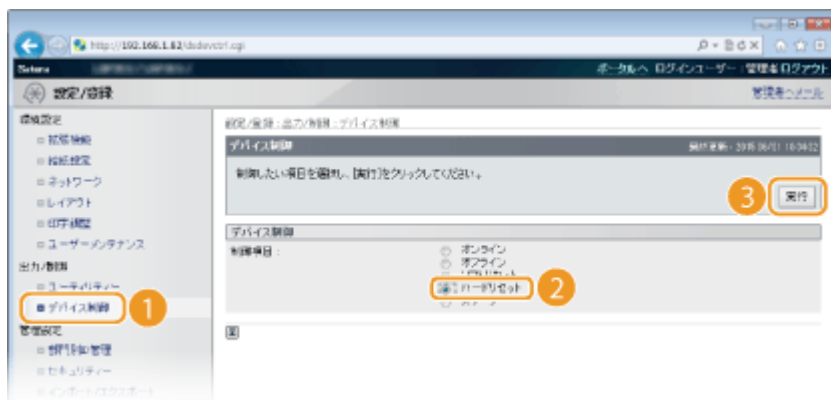 http://192.168.1.82/dsdevctrl.cgi
Satera
ポータルへ ログインユーザー：管理者 ログアウト
設定/登録
管理者へメール
環境設定
拡張機能
給紙設定
ネットワーク
レイアウト
印字調整
ユーザーメンテナンス
出力/制御
ユーティリティー
デバイス制御
管理設定
部門別ID管理
セキュリティー
インポート/エクスポート
設定/登録 : 出力/制御 : デバイス制御
デバイス制御
最終更新 :
制御したい項目を選択し、[実行]をクリックしてください。
実行
デバイス制御
制御項目 :
オンライン
オフライン
ハードリセット
1
2
3